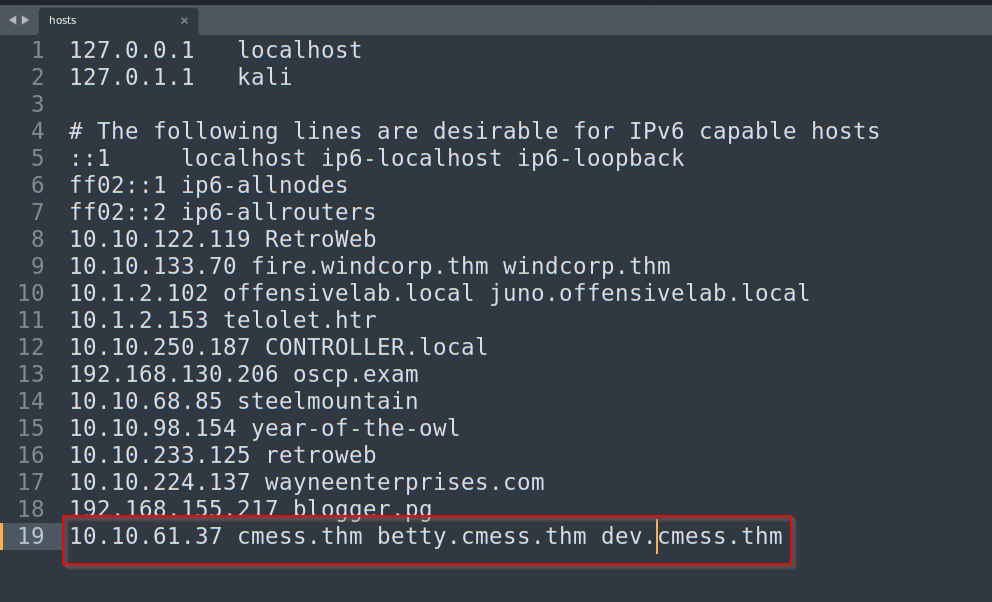 hosts
1 127.0.0.1 localhost
2 127.0.1.1 kali
3
4 # The following lines are desirable for IPv6 capable hosts
5 ::1 localhost ip6-localhost ip6-loopback
6 ff02::1 ip6-allnodes
7 ff02::2 ip6-allrouters
8 10.10.122.119 RetroWeb
9 10.10.133.70 fire.windcorp.thm windcorp.thm
10 10.1.2.102 offensivelab.local juno.offensivelab.local
11 10.1.2.153 telolet.htr
12 10.10.250.187 CONTROLLER.local
13 192.168.130.206 oscp.exam
14 10.10.68.85 steelmountain
15 10.10.98.154 year-of-the-owl
16 10.10.233.125 retroweb
17 10.10.224.137 wayneenterprises.com
18 192.168.155.217 blogger.pg
19 10.10.61.37 cmess.thm betty.cmess.thm dev.cmess.thm